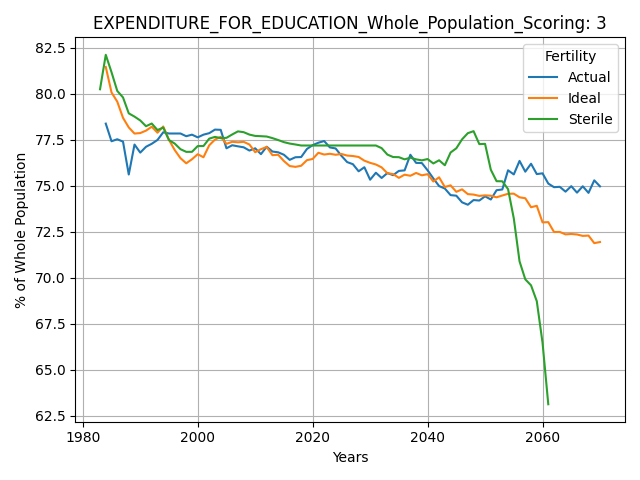 EXPENDITURE_FOR_EDUCATION_Whole_Population_Scoring: 3
Fertility
Actual
Ideal
Sterile
% of Whole Population
82.5
80.0
77.5
75.0
72.5
70.0
67.5
65.0
62.5
1980
2000
2020
2040
2060
Years